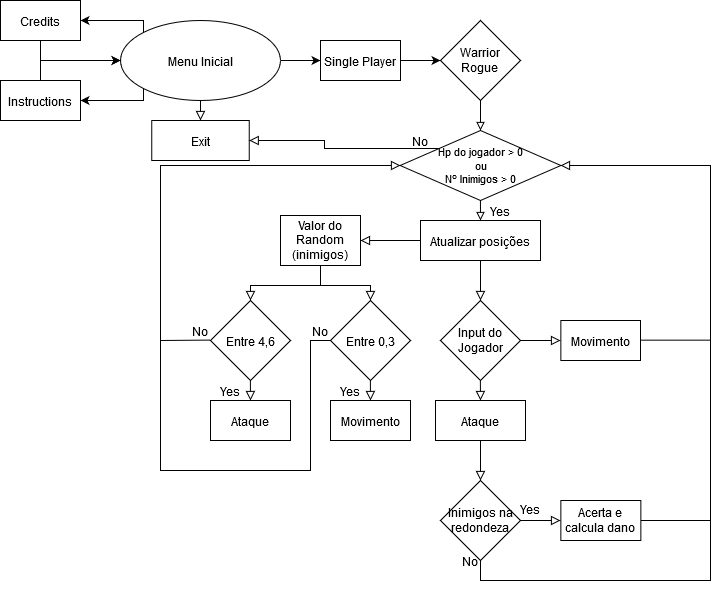 Credits
Instructions
Menu Inicial
Single Player
Warrior
Rogue
Exit
No
Hp do jogador > 0
ou
Nº Inimigos > 0
Yes
Valor do
Random
(inimigos)
Atualizar posições
No
Entre 4,6
No
Entre 0,3
Input do
Jogador
Movimento
Yes
Yes
Ataque
Movimento
Ataque
Inimigos na
redondeza
Yes
Acerta e
calcula dano
No